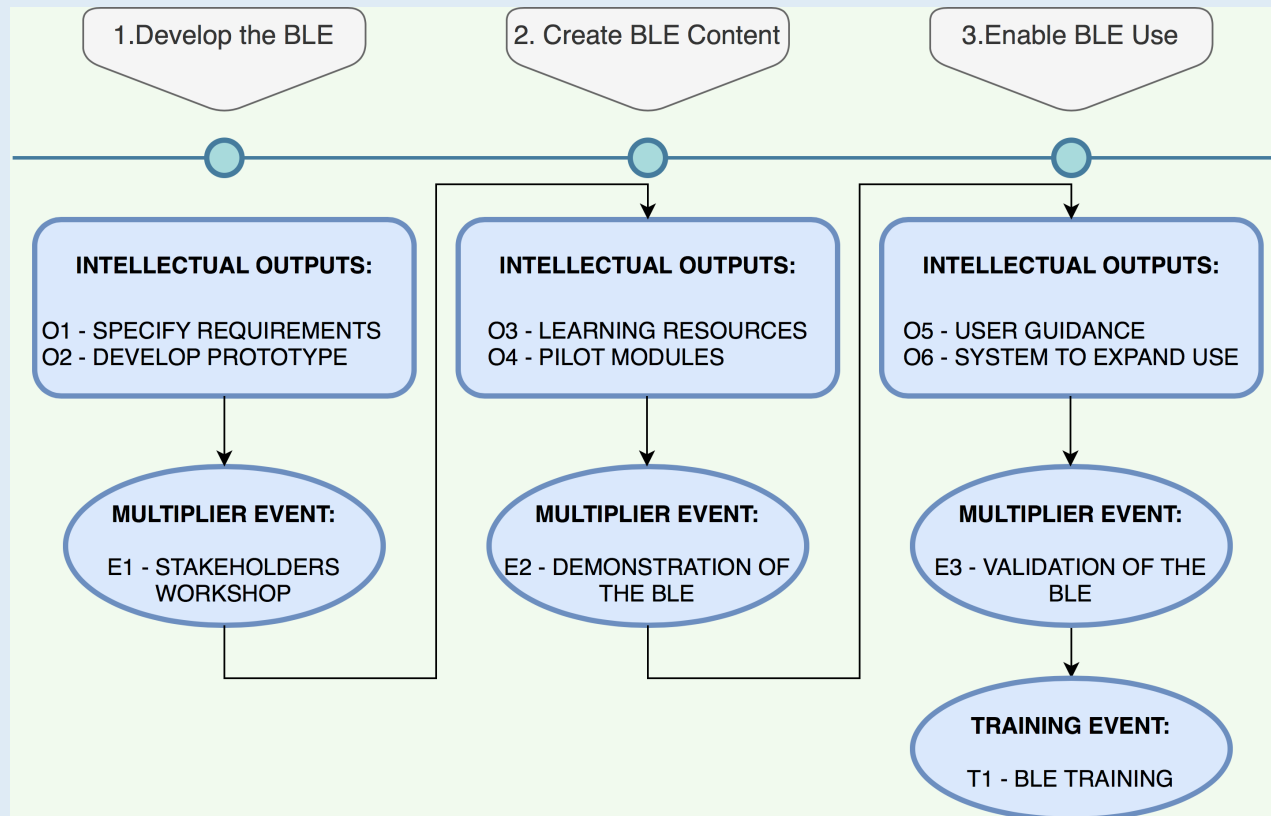 1.Develop the BLE
2. Create BLE Content
3.Enable BLE Use
INTELLECTUAL OUTPUTS:
O1 - SPECIFY REQUIREMENTS
O2 - DEVELOP PROTOTYPE
MULTIPLIER EVENT:
E1 - STAKEHOLDERS
WORKSHOP
INTELLECTUAL OUTPUTS:
O3 - LEARNING RESOURCES
O4 - PILOT MODULES
MULTIPLIER EVENT:
E2 - DEMONSTRATION OF
THE BLE
INTELLECTUAL OUTPUTS:
O5 - USER GUIDANCE
O6 - SYSTEM TO EXPAND USE
MULTIPLIER EVENT:
E3 - VALIDATION OF THE
BLE
TRAINING EVENT:
T1 - BLE TRAINING